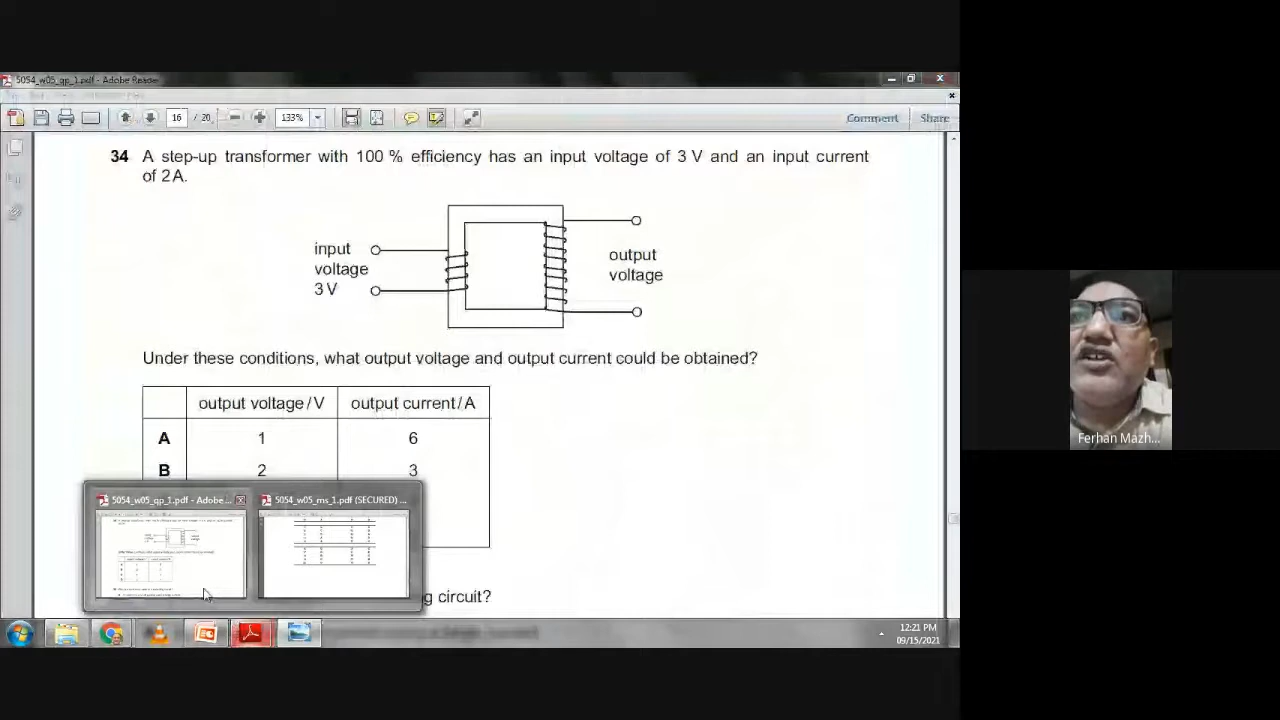 5054_w05_qp_1.pdf - Adobe Reader
16 / 20
133%
Comment
Share
34 A step-up transformer with 100 % efficiency has an input voltage of 3 V and an input current
of 2 A.
input
voltage
3 V
output
voltage
Under these conditions, what output voltage and output current could be obtained?
output voltage / V output current / A
A 1 6
B 2 3
5054_w05_qp_1.pdf - Adobe...
5054_w05_ms_1.pdf (SECURED) ...
g circuit?
Ferhan Mazh...
12:21 PM
09/15/2021